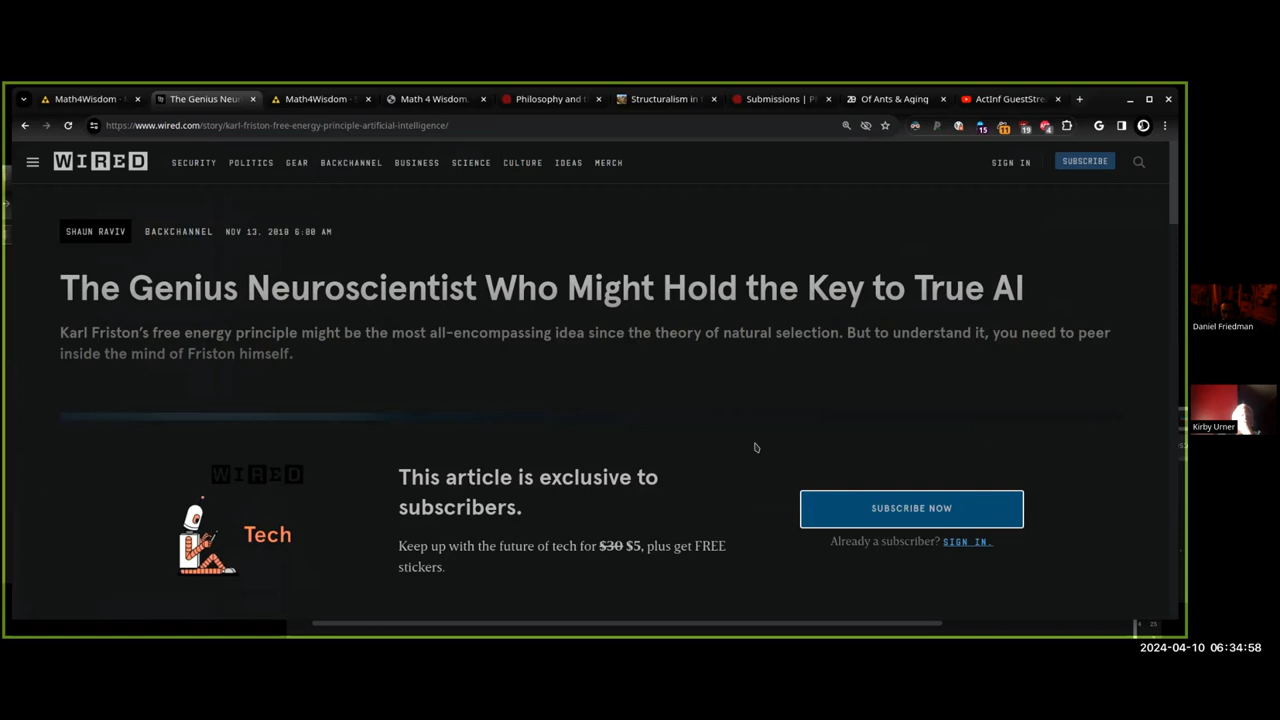 Math4Wisdom -
The Genius Neu
Math4Wisdom -
Math 4 Wisdom
Philosophy and t
Structuralism in
Submissions | P
Of Ants & Aging
ActInf GuestStre
https://www.wired.com/story/karl-friston-free-energy-principle-artificial-intelligence/
15
11
19
4
G
WIRED
SECURITY
POLITICS
GEAR
BACKCHANNEL
BUSINESS
SCIENCE
CULTURE
IDEAS
MERCH
SIGN IN
SUBSCRIBE
SHAUN RAVIV
BACKCHANNEL
NOV 13, 2018 6:00 AM
The Genius Neuroscientist Who Might Hold the Key to True AI
Karl Friston's free energy principle might be the most all-encompassing idea since the theory of natural selection. But to understand it, you need to peer
inside the mind of Friston himself.
WIRED
Tech
This article is exclusive to
subscribers.
Keep up with the future of tech for $30 $5, plus get FREE
stickers.
SUBSCRIBE NOW
Already a subscriber? SIGN IN.
Daniel Friedman
Kirby Urner
25
2024-04-10 06:34:58